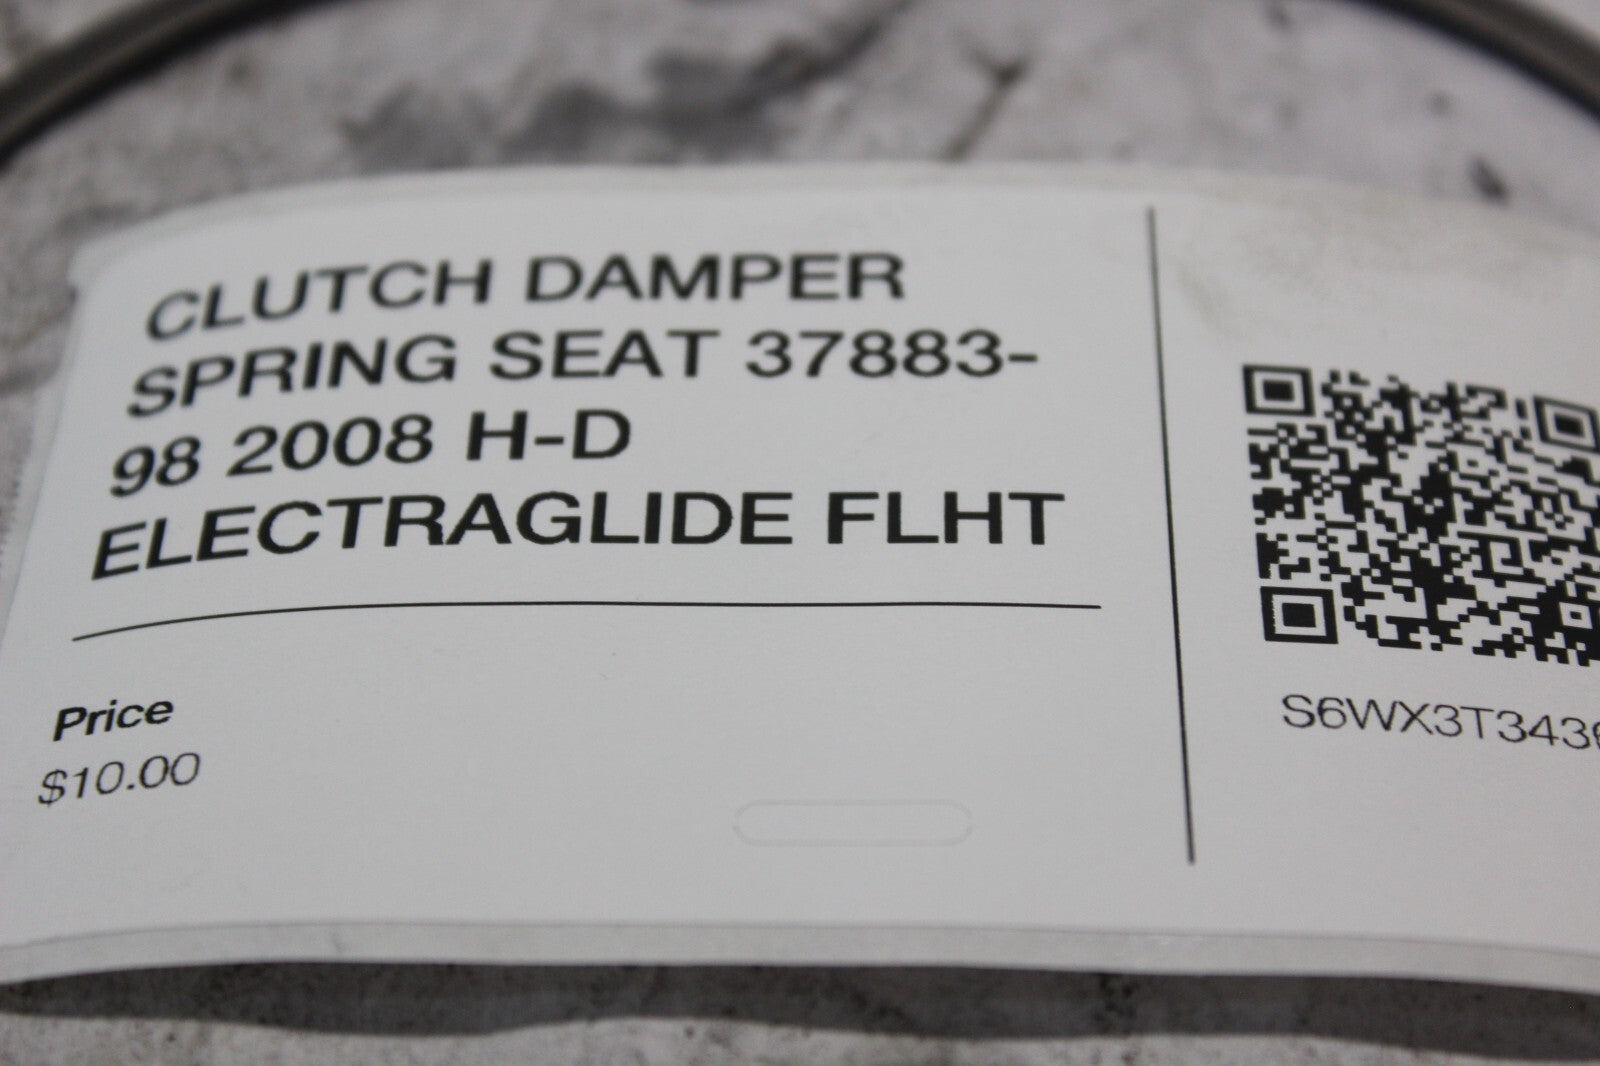 CLUTCH DAMPER
SPRING SEAT 37883-
98 2008 H-D
ELECTRAGLIDE FLHT
Price
$10.00